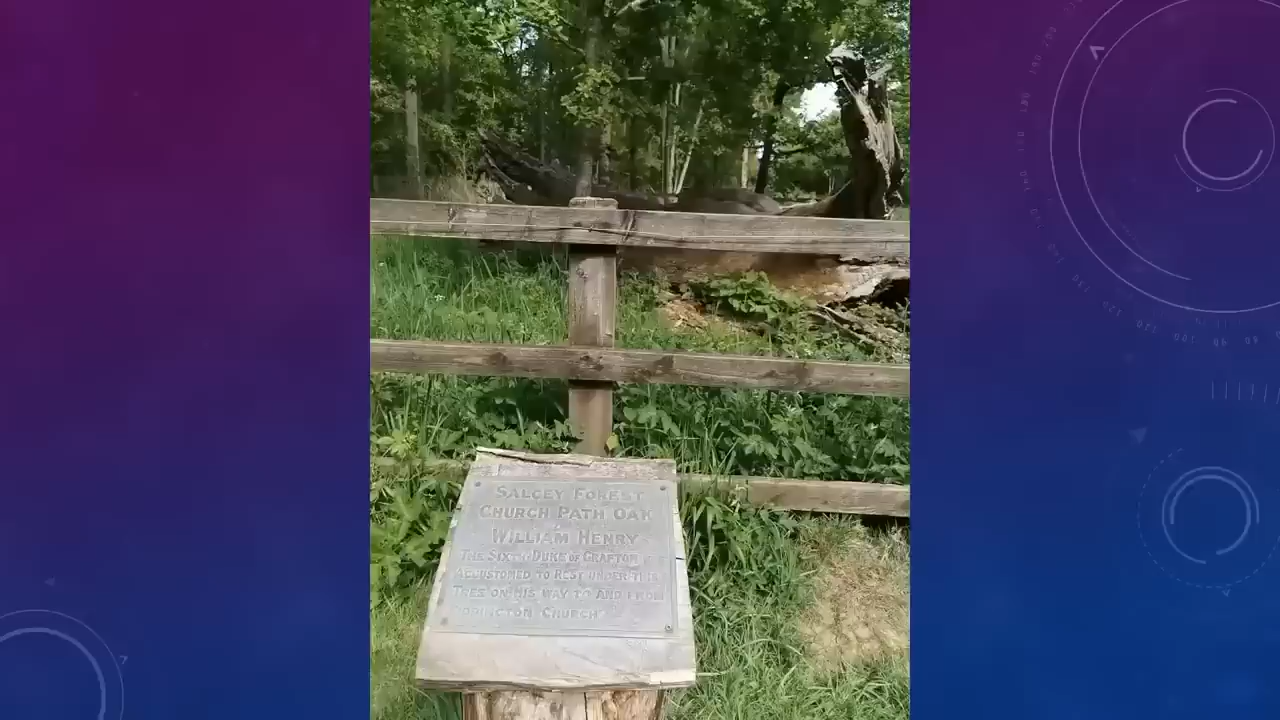 SALCEY FOREST
CHURCH PATH OAK
WILLIAM HENRY
THE SIXTH DUKE OF GRAFTON
ACCUSTOMED TO REST UNDER THIS
TREE ON HIS WAY TO AND FROM
CHURCH